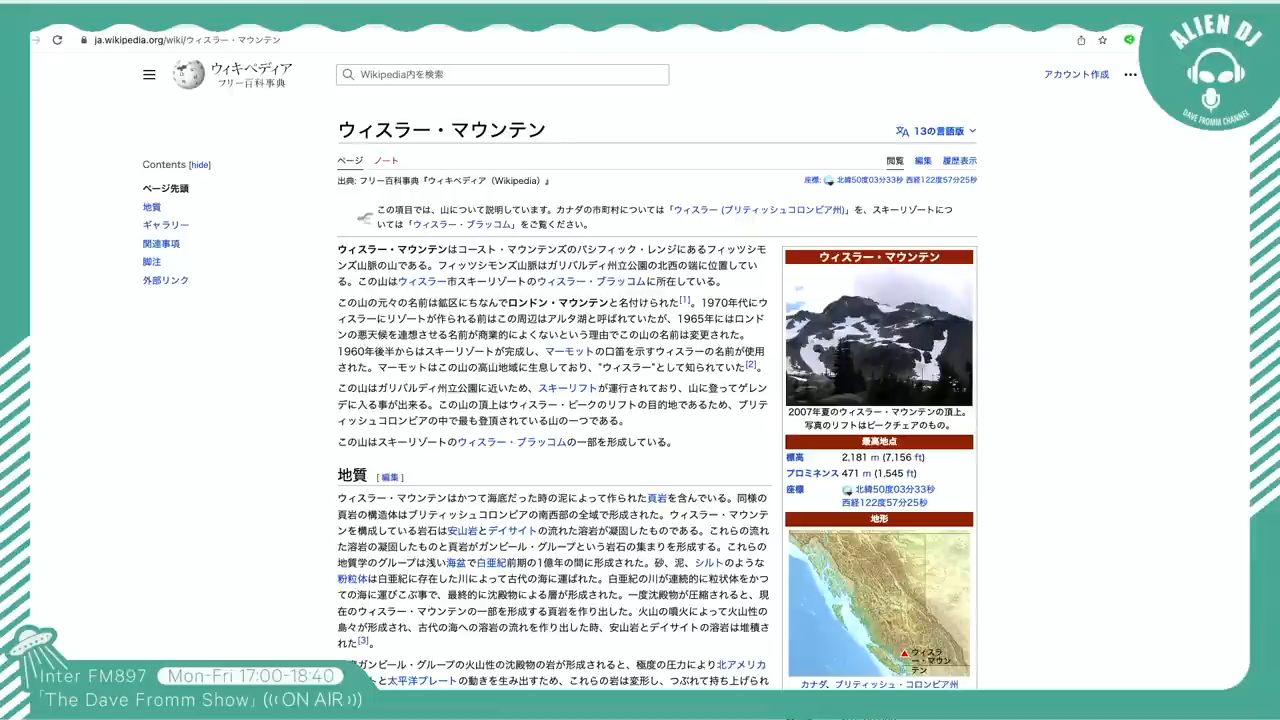 ja.wikipedia.org/wiki/ウィスラー・マウンテン
ALIEN DJ
DAVE FROMM CHANNEL
ウィキペディア
フリー百科事典
Wikipedia内を検索
アカウント作成
ウィスラー・マウンテン
13の言語版
Contents [hide]
ページ先頭
地質
ギャラリー
関連事項
脚注
外部リンク
ページ ノート
閲覧 編集 履歴表示
出典: フリー百科事典『ウィキペディア（Wikipedia）』
座標: 北緯50度03分33秒 西経122度57分25秒
この項目では、山について説明しています。カナダの市町村については「ウィスラー (ブリティッシュコロンビア州)」を、スキーリゾートにつ
いては「ウィスラー・ブラッコム」をご覧ください。
ウィスラー・マウンテンはコースト・マウンテンズのパシフィック・レンジにあるフィッツシモ
ンズ山脈の山である。フィッツシモンズ山脈はガリバルディ州立公園の北西の端に位置してい
る。この山はウィスラー市スキーリゾートのウィスラー・ブラッコムに所在している。
この山の元々の名前は鉱区にちなんでロンドン・マウンテンと名付けられた[1]。1970年代にウ
ィスラーにリゾートが作られる前はこの周辺はアルタ湖と呼ばれていたが、1965年にはロンド
ンの悪天候を連想させる名前が商業的によくないという理由でこの山の名前は変更された。
1960年後半からはスキーリゾートが完成し、マーモットの口笛を示すウィスラーの名前が使用
された。マーモットはこの山の高山地域に生息しており、"ウィスラー"として知られていた[2]。
この山はガリバルディ州立公園に近いため、スキーリフトが運行されており、山に登ってゲレン
デに入る事が出来る。この山の頂上はウィスラー・ピークのリフトの目的地であるため、ブリテ
ィッシュコロンビアの中で最も登頂されている山の一つである。
この山はスキーリゾートのウィスラー・ブラッコムの一部を形成している。
地質 [編集]
ウィスラー・マウンテンはかつて海底だった時の泥によって作られた頁岩を含んでいる。同様の
頁岩の構造体はブリティッシュコロンビアの南西部の全域で形成された。ウィスラー・マウンテ
ンを構成している岩石は安山岩とデイサイトの流れた溶岩が凝固したものである。これらの流れ
た溶岩の凝固したものと頁岩がガンビール・グループという岩石の集まりを形成する。これらの
地質学のグループは浅い海盆で白亜紀前期の1億年の間に形成された。砂、泥、シルトのような
粉粒体は白亜紀に存在した川によって古代の海に運ばれた。白亜紀の川が連続的に粒状体をかつ
ての海に運びこぶ事で、最終的に沈殿物による層が形成された。一度沈殿物が圧縮されると、現
在のウィスラー・マウンテンの一部を形成する頁岩を作り出した。火山の噴火によって火山性の
島々が形成され、古代の海への溶岩の流れを作り出した時、安山岩とデイサイトの溶岩は堆積さ
れた[3]。
ガンビール・グループの火山性の沈殿物の岩が形成されると、極度の圧力により北アメリカ
と太平洋プレートの動きを生み出すため、これらの岩は変形し、つぶれて持ち上げられ
ウィスラー・マウンテン
2007年夏のウィスラー・マウンテンの頂上。
写真のリフトはピークチェアのもの。
最高地点
標高 2,181 m (7,156 ft)
プロミネンス 471 m (1,545 ft)
座標 北緯50度03分33秒
西経122度57分25秒
地形
ウィスラ
ー・マウン
テン
カナダ、ブリティッシュ・コロンビア州
Inter FM897 Mon-Fri 17:00-18:40
「The Dave Fromm Show」 ((( ON AIR )))